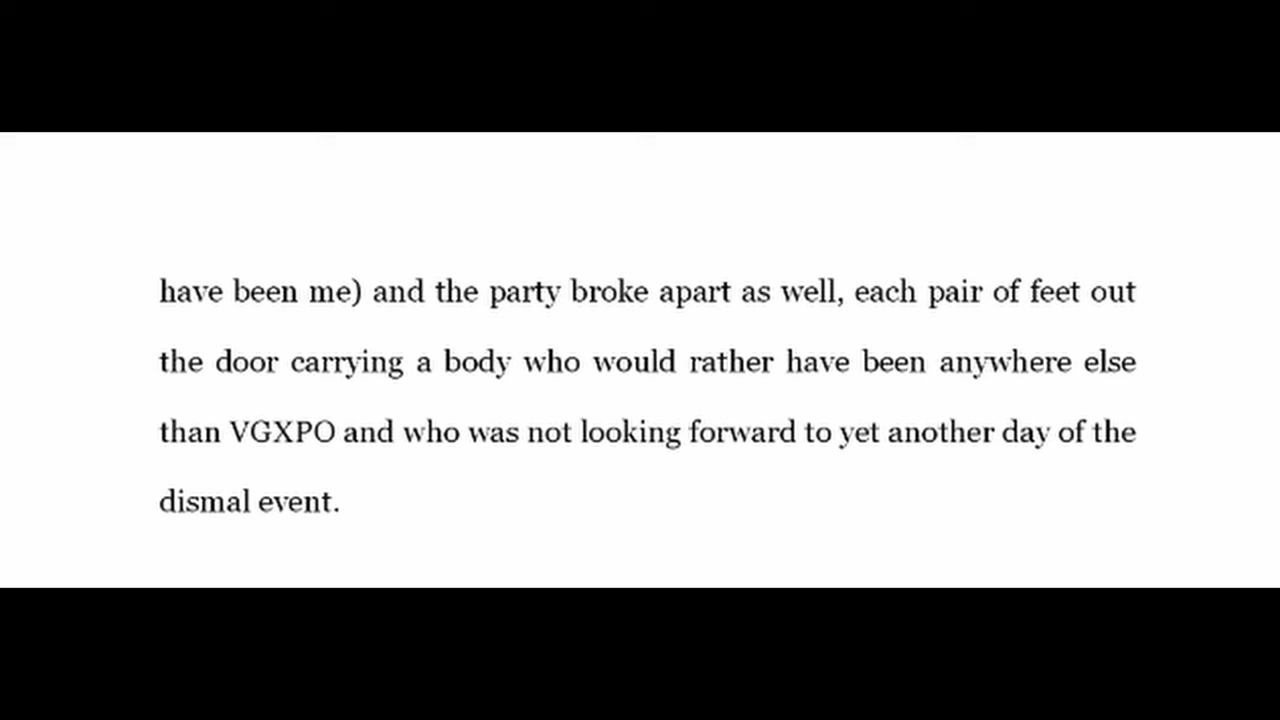 have been me) and the party broke apart as well, each pair of feet out
the door carrying a body who would rather have been anywhere else
than VGXPO and who was not looking forward to yet another day of the
dismal event.